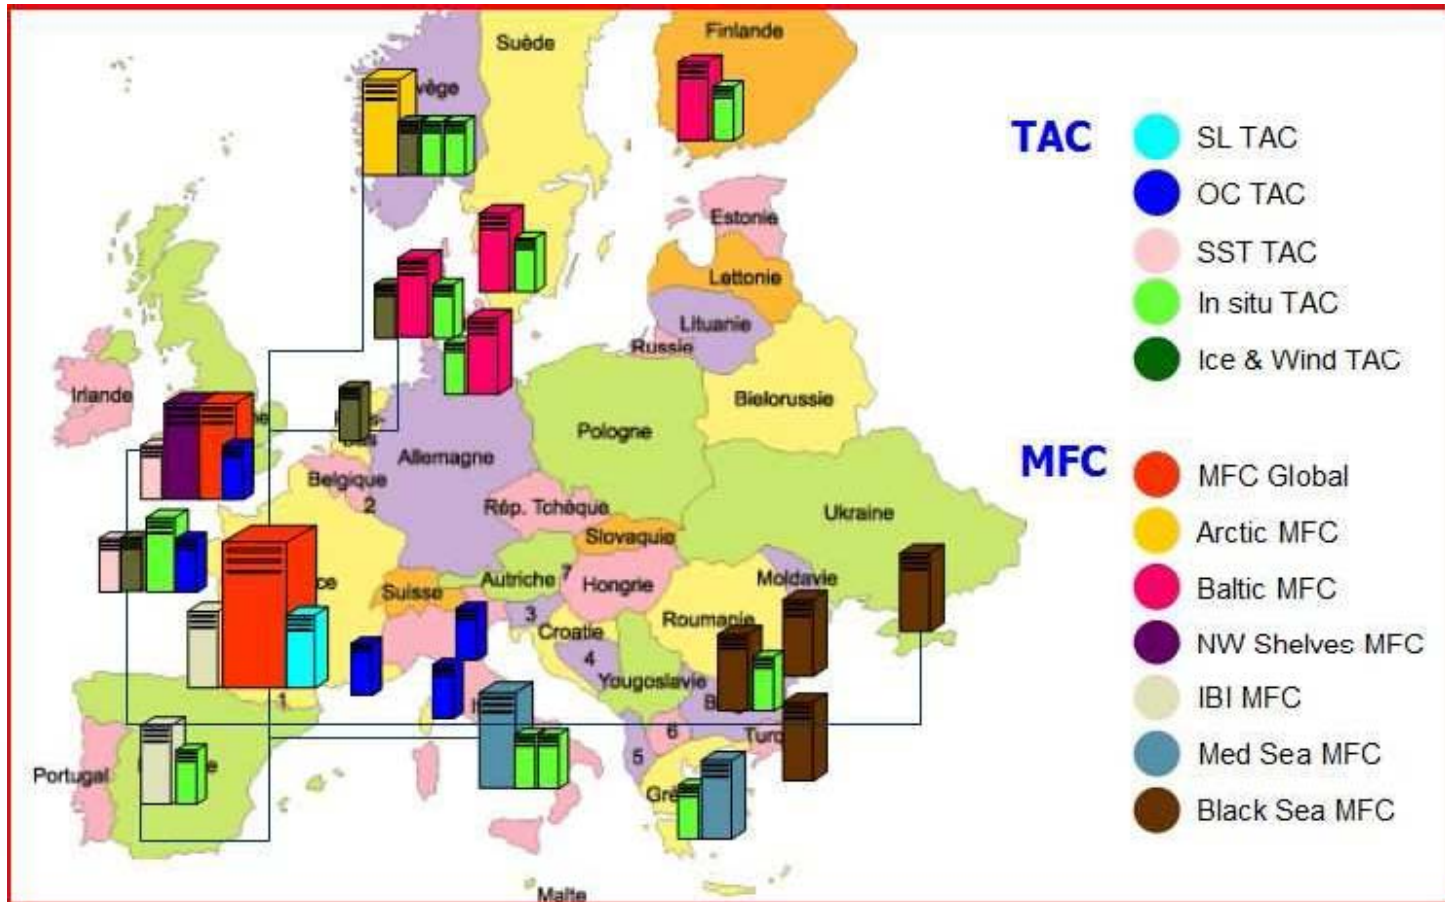 Suède
Finlande
vège
Estonie
Lettonie
Lituanie
Russie
Irlande
Bielorussie
Pologne
Allemagne
Belgique
2
Rép. Tchèque
Ukraine
Slovaquie
Autriche
Hongrie
Moldavie
Suisse
ce
3
Croatie
Roumanie
4
Yougoslavie
1
5
6
Turq
Portugal
Grè
Malte
TAC
SL TAC
OC TAC
SST TAC
In situ TAC
Ice & Wind TAC
MFC
MFC Global
Arctic MFC
Baltic MFC
NW Shelves MFC
IBI MFC
Med Sea MFC
Black Sea MFC